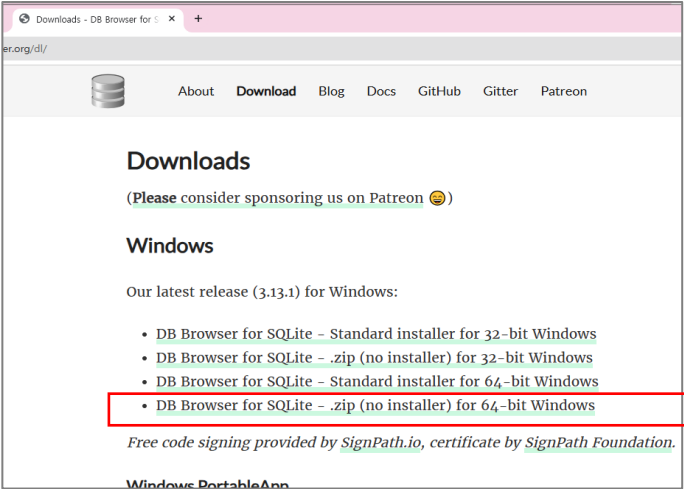 Downloads - DB Browser for S
er.org/dl/
About Download Blog Docs GitHub Gitter Patreon
Downloads
(Please consider sponsoring us on Patreon 😄)
Windows
Our latest release (3.13.1) for Windows:
• DB Browser for SQLite – Standard installer for 32-bit Windows
• DB Browser for SQLite – .zip (no installer) for 32-bit Windows
• DB Browser for SQLite – Standard installer for 64-bit Windows
• DB Browser for SQLite – .zip (no installer) for 64-bit Windows
Free code signing provided by SignPath.io, certificate by SignPath Foundation.
Windows PortableApp